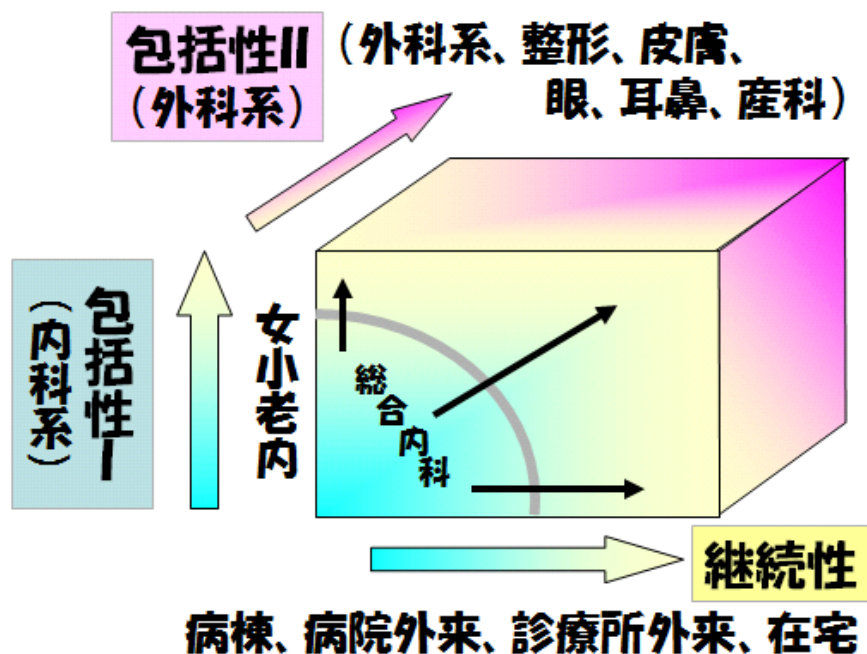 包括性II
(外科系)
(外科系、整形、皮膚、
眼、耳鼻、産科)
包括性I
(内科系)
女小老内
総合内科
継続性
病棟、病院外来、診療所外来、在宅